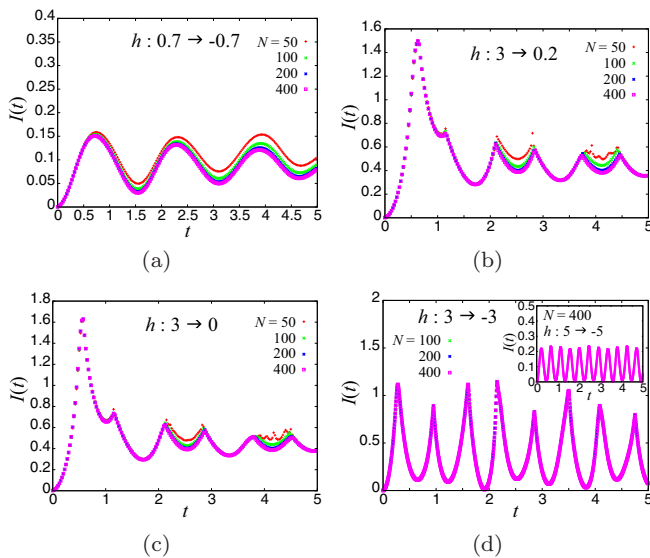 0.4
0.35
0.3
0.25
0.2
0.15
0.1
0.05
0
I(t)
h : 0.7 → -0.7
N = 50
100
200
400
0 0.5 1 1.5 2 2.5 3 3.5 4 4.5 5
t
(a)
1.6
1.4
1.2
1
0.8
0.6
0.4
0.2
0
I(t)
h : 3 → 0.2
N = 50
100
200
400
0 1 2 3 4 5
t
(b)
1.8
1.6
1.4
1.2
1
0.8
0.6
0.4
0.2
0
I(t)
h : 3 → 0
N = 50
100
200
400
0 1 2 3 4 5
t
(c)
2
1.5
1
0.5
0
I(t)
h : 3 → -3
N = 100
200
400
0 1 2 3 4 5
t
0.5
0.4
0.3
0.2
0.1
0
I(t)
N = 400
h : 5 → -5
0 1 2 3 4 5
t
(d)